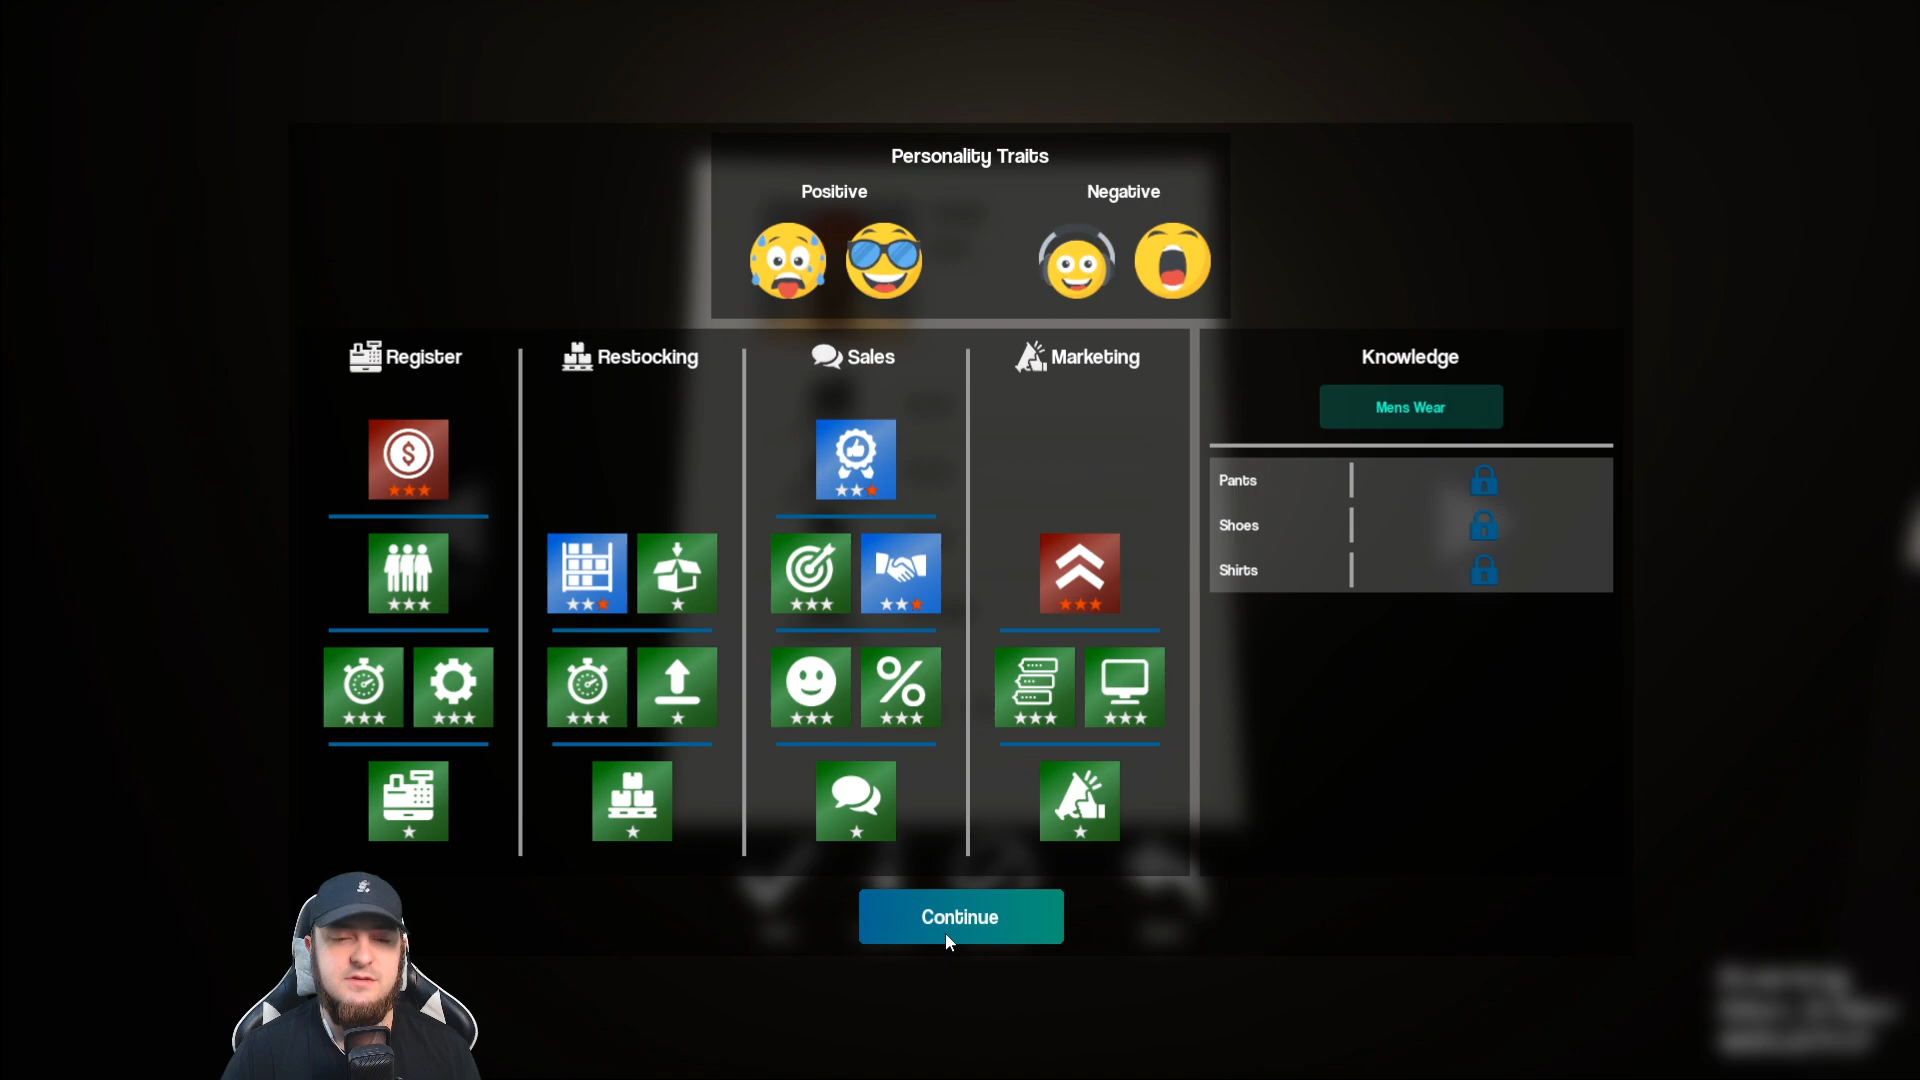 Personality Traits
Positive
Negative
Register
Restocking
Sales
Marketing
Knowledge
Mens Wear
Pants
Shoes
Shirts
Continue